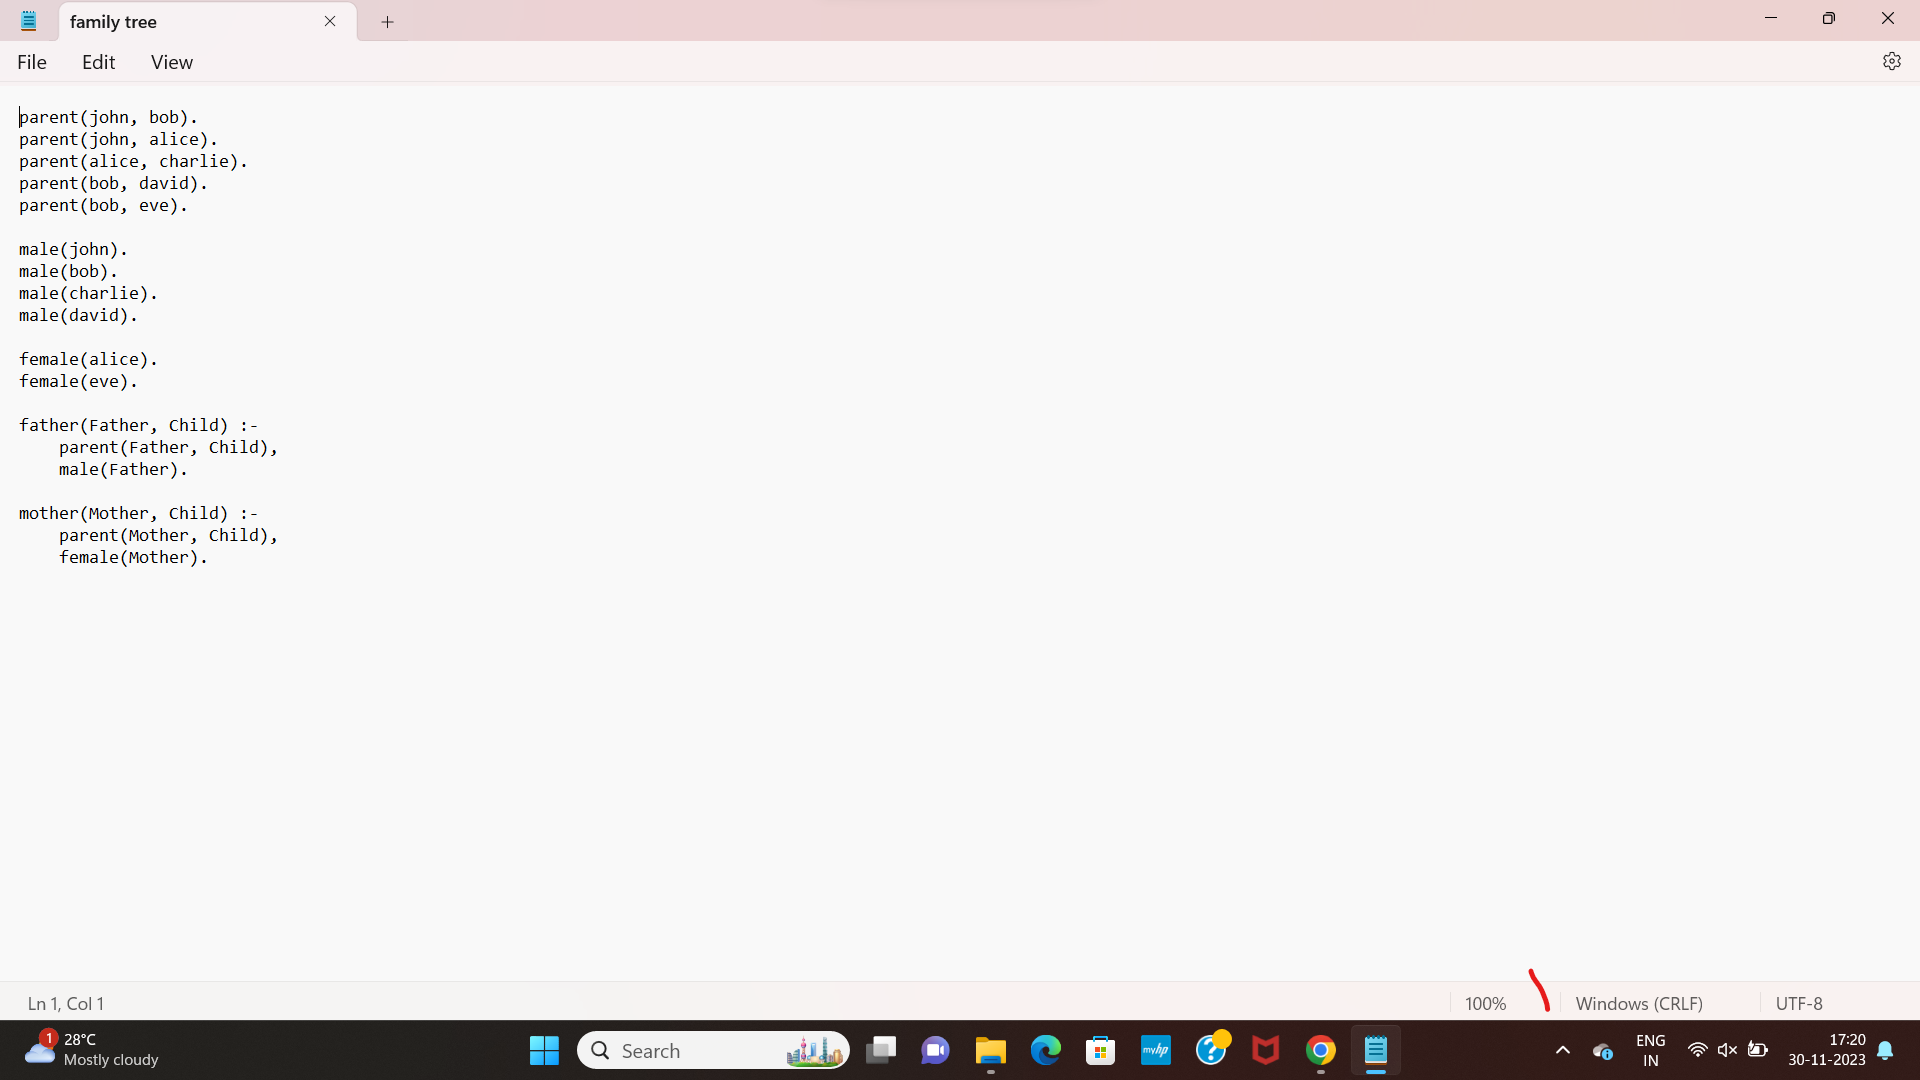 family tree
File Edit View
parent(john, bob).
parent(john, alice).
parent(alice, charlie).
parent(bob, david).
parent(bob, eve).
male(john).
male(bob).
male(charlie).
male(david).
female(alice).
female(eve).
father(Father, Child) :-
    parent(Father, Child),
    male(Father).
mother(Mother, Child) :-
    parent(Mother, Child),
    female(Mother).
Ln 1, Col 1 100% Windows (CRLF) UTF-8
1 28°C
Mostly cloudy
Search
myhp
ENG
IN
17:20
30-11-2023